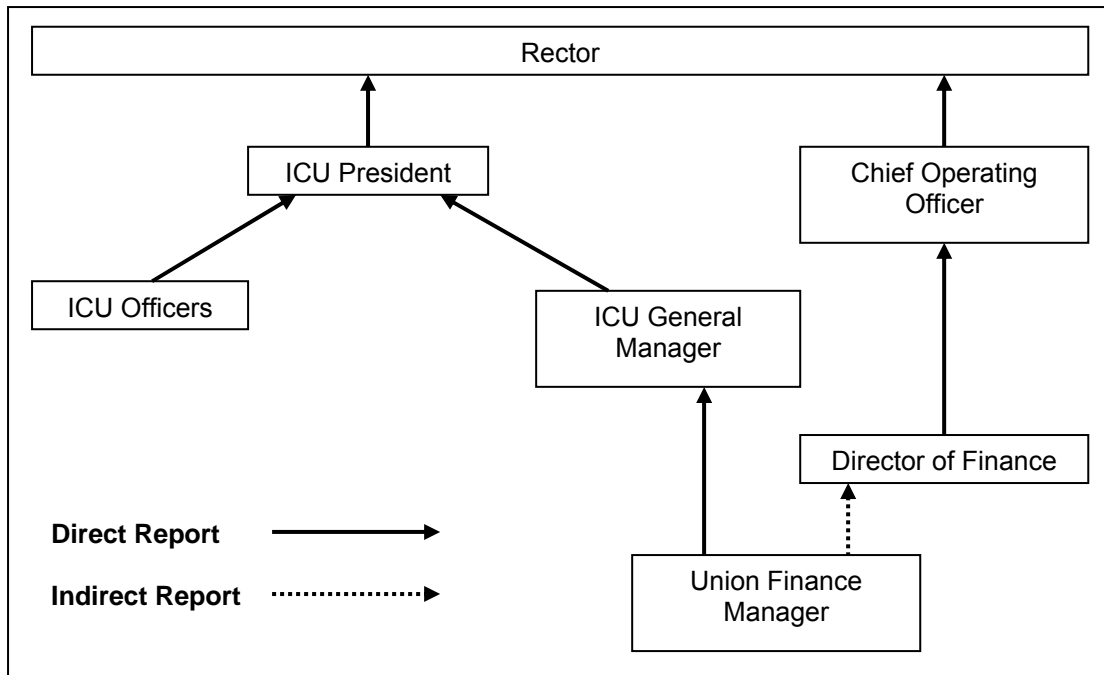 Rector
ICU President
Chief Operating
Officer
ICU Officers
ICU General
Manager
Director of Finance
Direct Report
Indirect Report
Union Finance
Manager